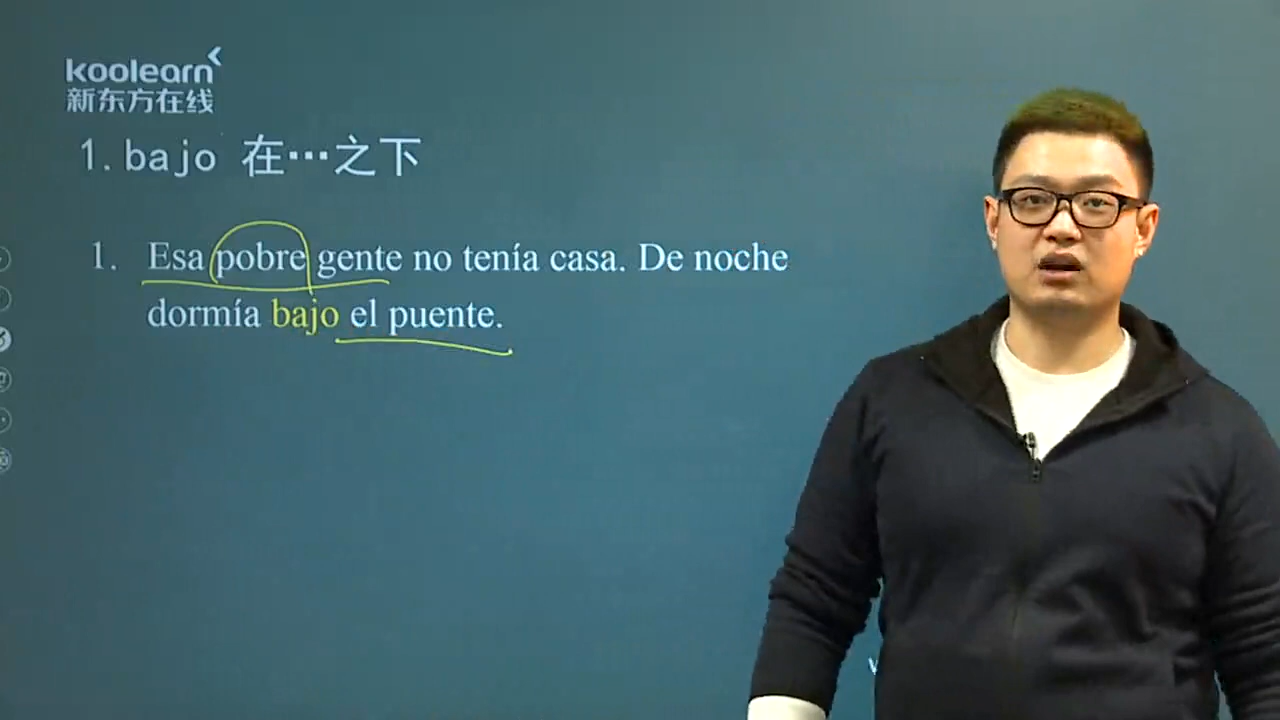 koolearn
新东方在线
1.bajo 在…之下
1. Esa pobre gente no tenía casa. De noche
dormía bajo el puente.